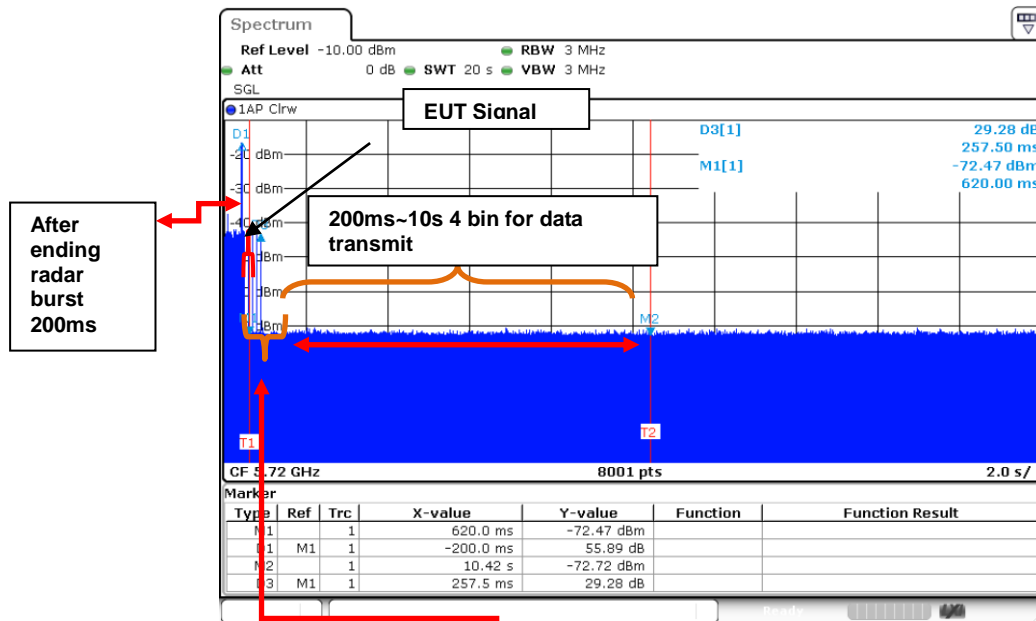 Spectrum
Ref Level -10.00 dBm RBW 3 MHz
Att 0 dB SWT 20 s VBW 3 MHz
SGL
1AP Clrw
EUT Signal
D3[1] 29.28 dB
257.50 ms
M1[1] -72.47 dBm
620.00 ms
D1
-20 dBm
-30 dBm
-40 dBm
After
ending
radar
burst
200ms
200ms~10s 4 bin for data
transmit
dBm
dBm
M2
T1
T2
CF 5.72 GHz 8001 pts 2.0 s/
Marker
Type Ref Trc X-value Y-value Function Function Result
M1 1 620.0 ms -72.47 dBm
D1 M1 1 -200.0 ms 55.89 dB
M2 1 10.42 s -72.72 dBm
D3 M1 1 257.5 ms 29.28 dB
Ready